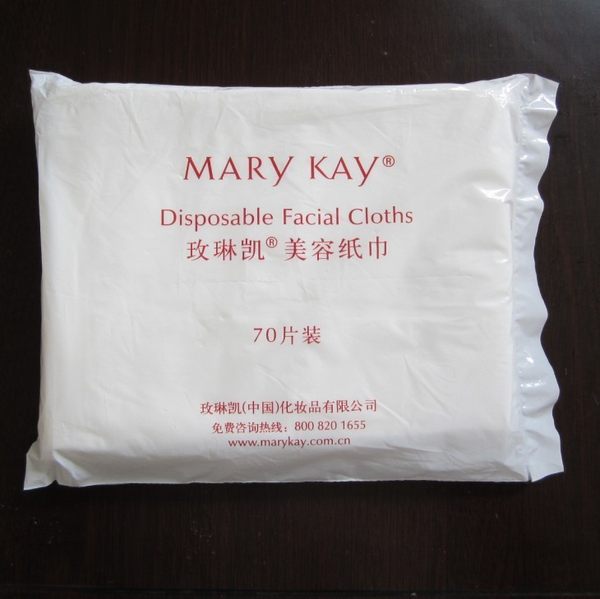 MARY KAY®
Disposable Facial Cloths
玫琳凯®美容纸巾
70片装
玫琳凯(中国)化妆品有限公司
免费咨询热线: 800 820 1655
www.marykay.com.cn